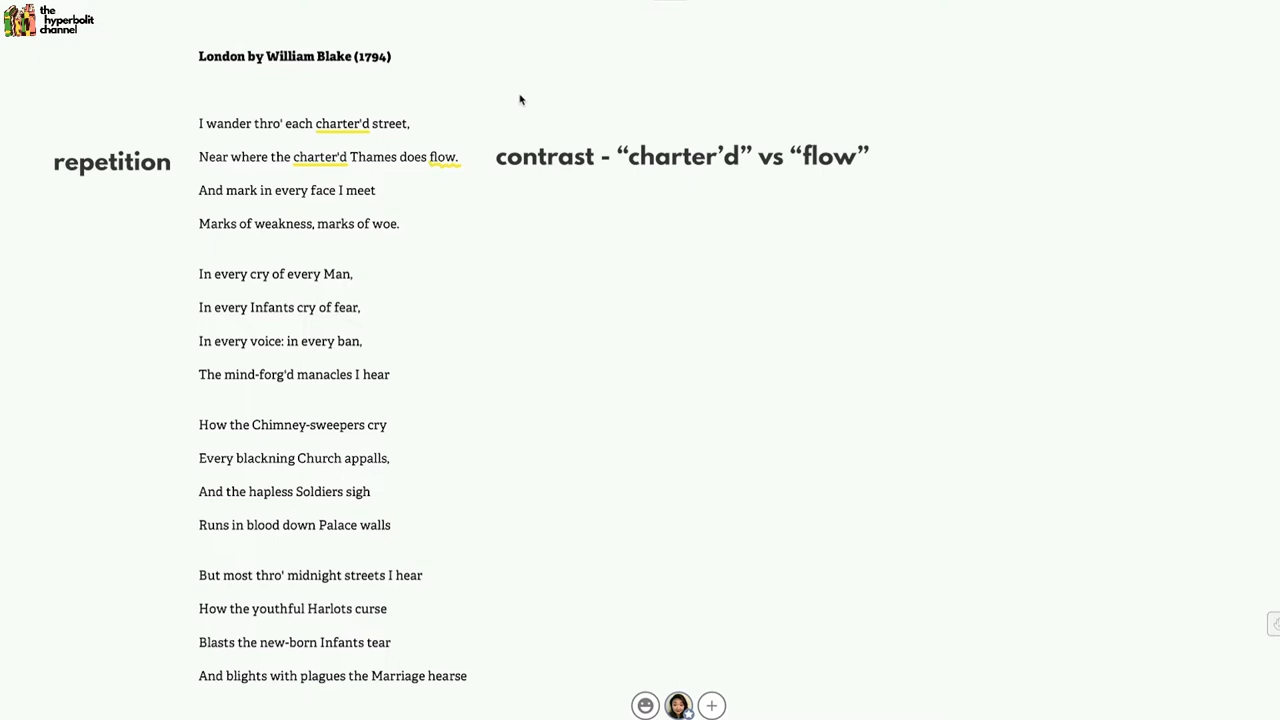 the
hyperbolit
channel
London by William Blake (1794)
I wander thro' each charter'd street,
repetition
Near where the charter'd Thames does flow.
contrast - “charter’d” vs “flow”
And mark in every face I meet
Marks of weakness, marks of woe.
In every cry of every Man,
In every Infants cry of fear,
In every voice: in every ban,
The mind-forg'd manacles I hear
How the Chimney-sweepers cry
Every blackning Church appalls,
And the hapless Soldiers sigh
Runs in blood down Palace walls
But most thro' midnight streets I hear
How the youthful Harlots curse
Blasts the new-born Infants tear
And blights with plagues the Marriage hearse